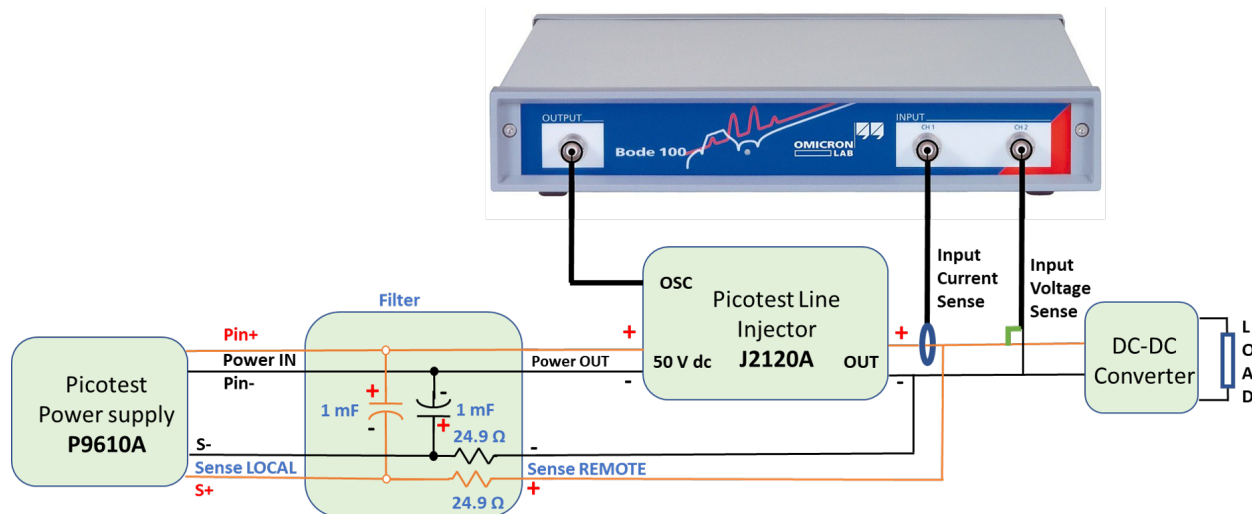 OUTPUT
INPUT
CH 1
CH 2
Bode 100
OMICRON
LAB
Input
Current
Sense
Input
Voltage
Sense
OSC
Picotest Line
Injector
J2120A
50 V dc
OUT
+
-
+
-
Filter
Pin+
Power IN
Pin-
Power OUT
Picotest
Power supply
P9610A
+
1 mF
-
-
1 mF
+
24.9 Ω
-
S-
Sense LOCAL
S+
Sense REMOTE
+
24.9 Ω
DC-DC
Converter
L
O
A
D